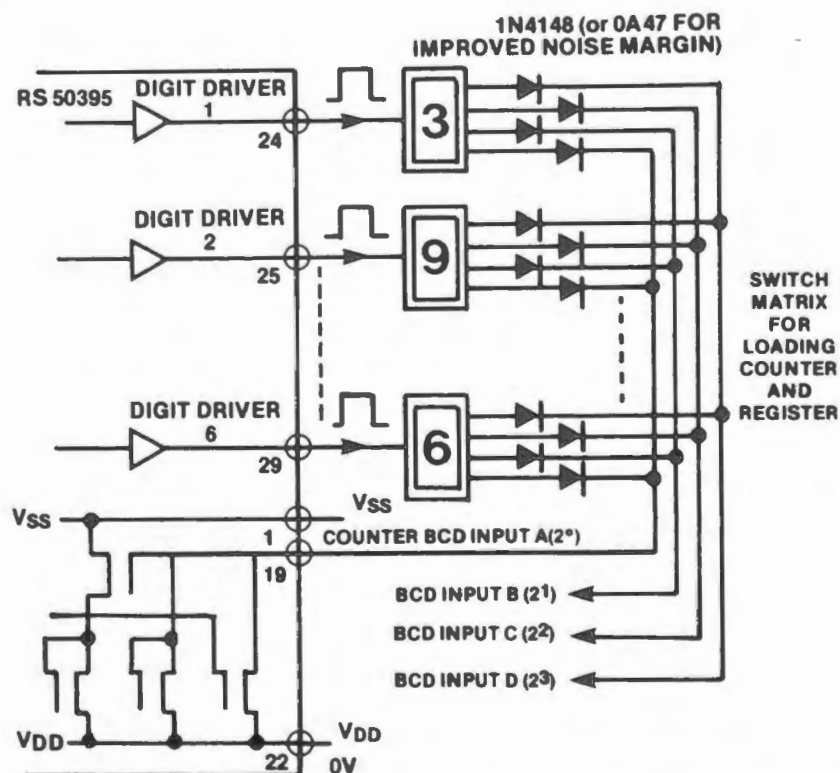 1N4148 (or 0A47 FOR
IMPROVED NOISE MARGIN)
RS 50395
DIGIT DRIVER
1
24
3
DIGIT DRIVER
2
25
9
SWITCH
MATRIX
FOR
LOADING
COUNTER
AND
REGISTER
DIGIT DRIVER
6
29
6
VSS
VSS
1
COUNTER BCD INPUT A(2°)
19
BCD INPUT B (2¹)
BCD INPUT C (2²)
BCD INPUT D (2³)
VDD
VDD
22
0V